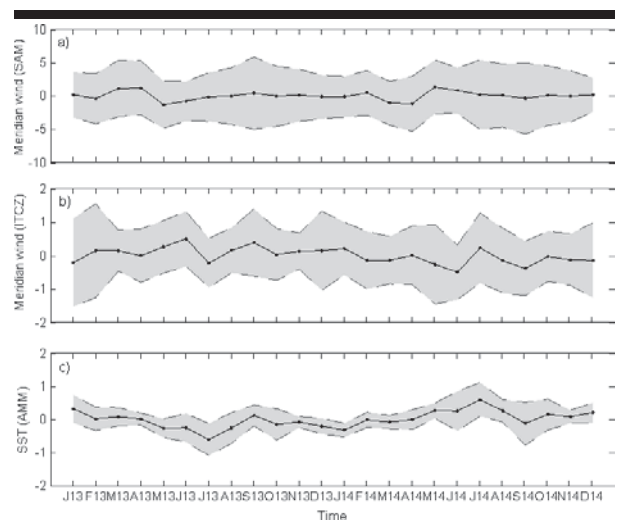 a)
Meridian wind (SAM)
10
5
0
-5
-10
b)
Meridian wind (ITCZ)
2
1
0
-1
-2
c)
SST (AMM)
2
1
0
-1
-2
J13 F13 M13 A13 M13 J13 J13 A13 S13 O13 N13 D13 J14 F14 M14 A14 M14 J14 J14 A14 S14 O14 N14 D14
Time